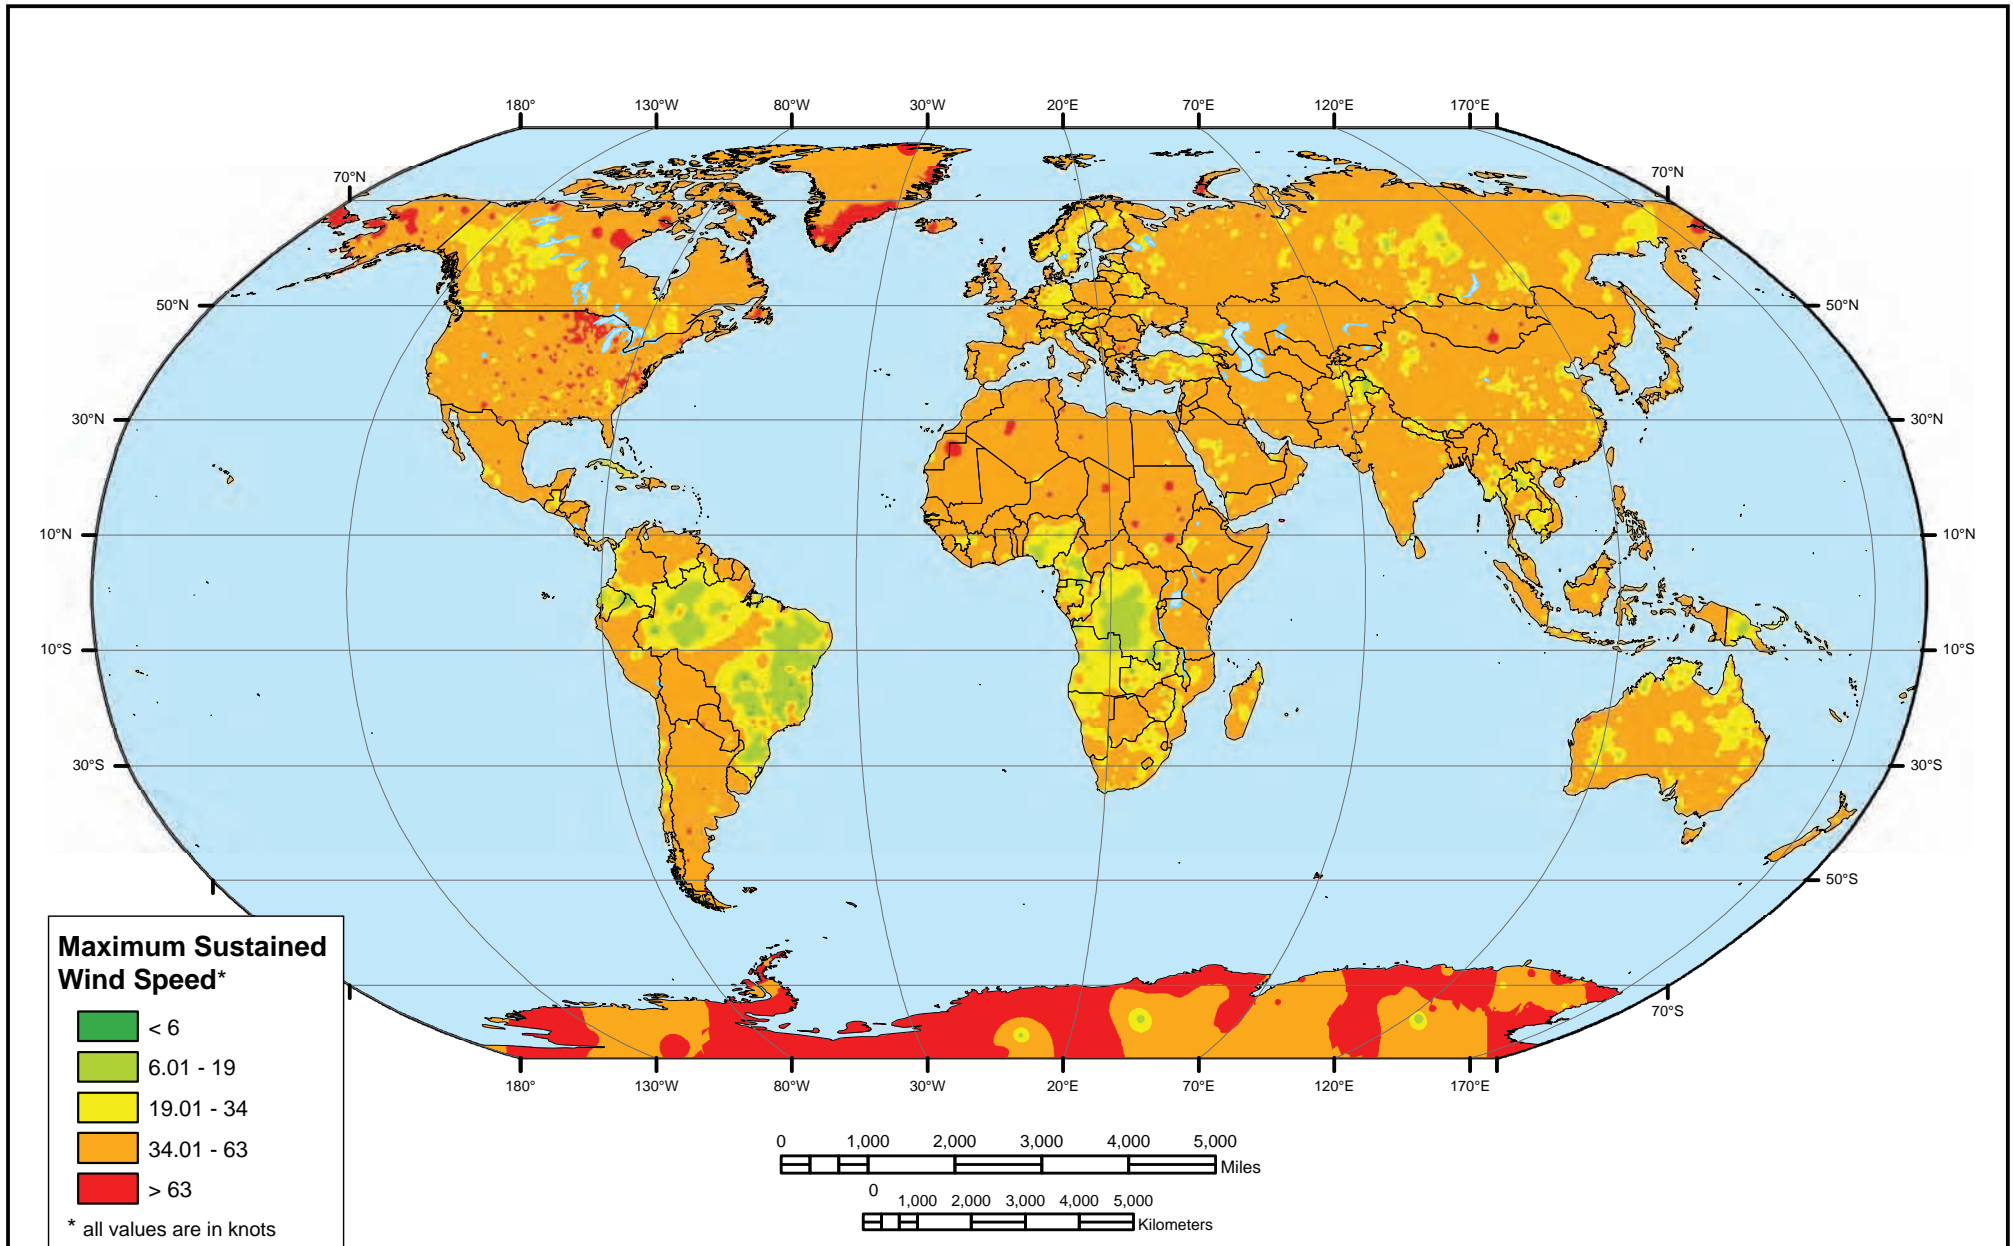 180° 130°W 80°W 30°W 20°E 70°E 120°E 170°E
70°N 70°N
50°N 50°N
30°N 30°N
10°N 10°N
10°S 10°S
30°S 30°S
50°S
70°S
180° 130°W 80°W 30°W 20°E 70°E 120°E 170°E
Maximum Sustained
Wind Speed*
< 6
6.01 - 19
19.01 - 34
34.01 - 63
> 63
* all values are in knots
0 1,000 2,000 3,000 4,000 5,000
Miles
0 1,000 2,000 3,000 4,000 5,000
Kilometers